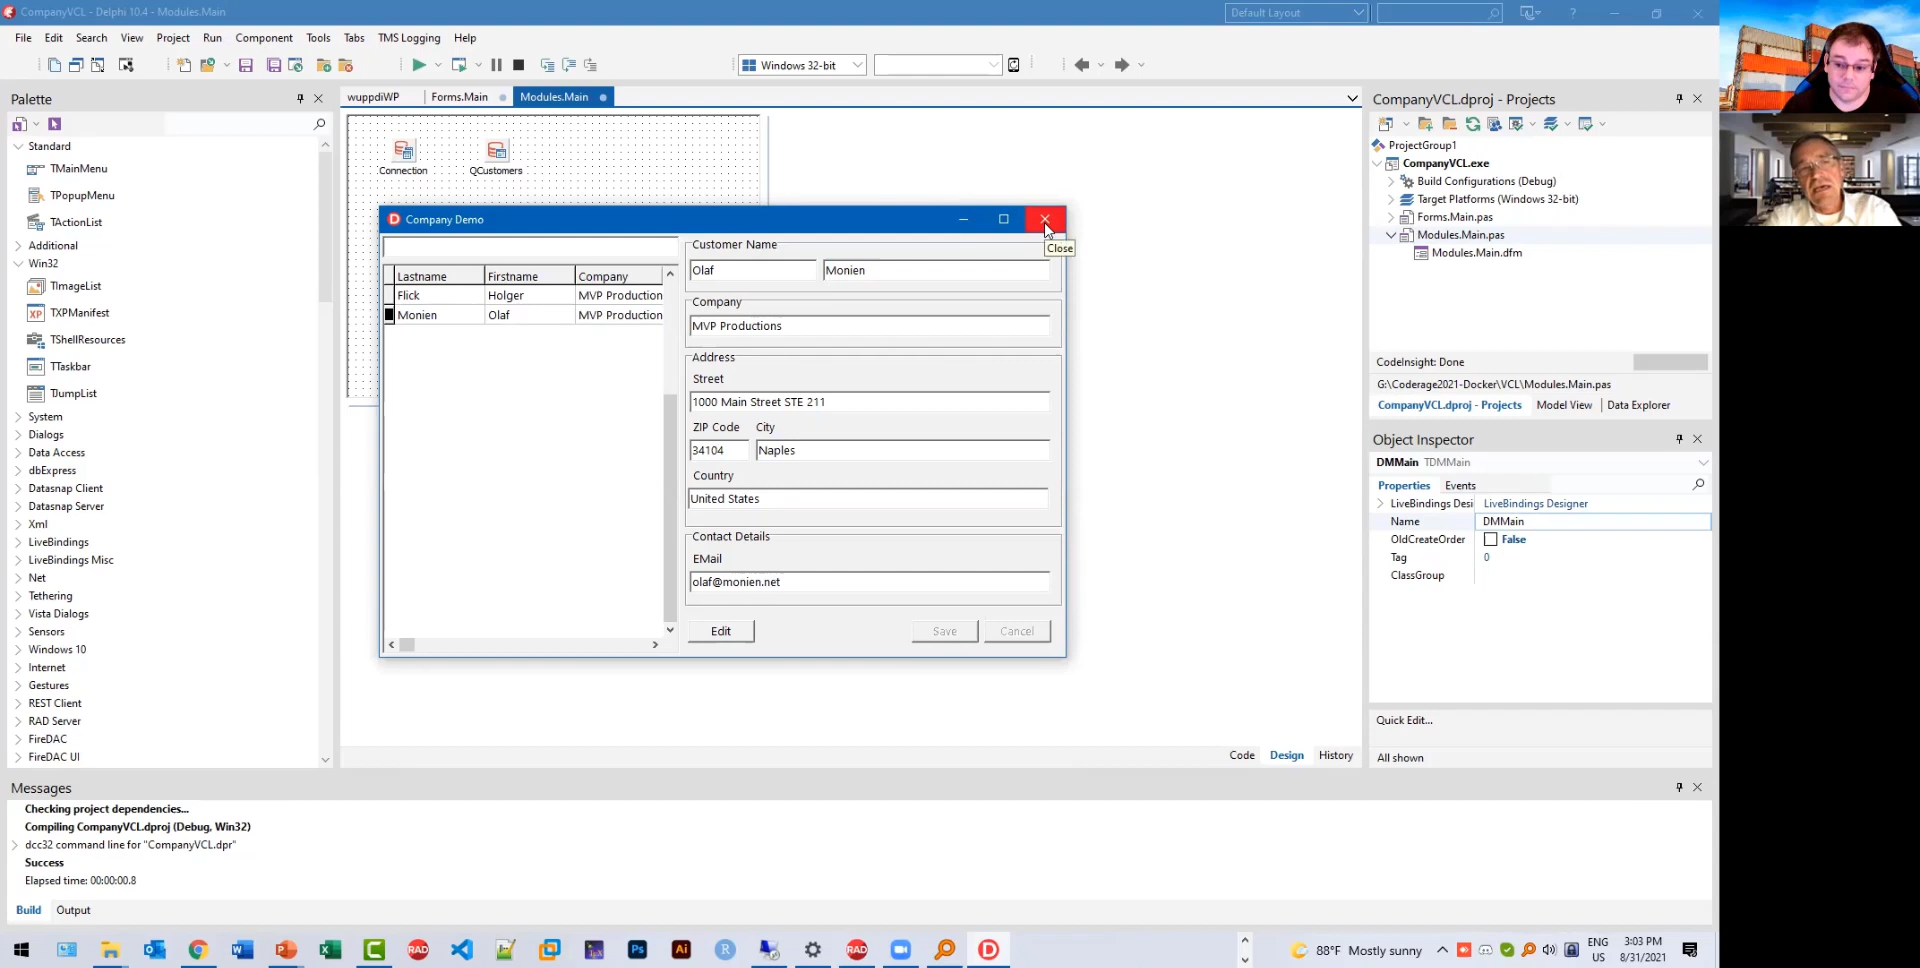 CompanyVCL - Delphi 10.4 - Modules.Main
Default Layout
File Edit Search View Project Run Component Tools Tabs TMS Logging Help
Windows 32-bit
Palette
Standard
TMainMenu
TPopupMenu
TActionList
Additional
Win32
TImageList
XP TXPManifest
TShellResources
TTaskbar
TJumpList
System
Dialogs
Data Access
dbExpress
Datasnap Client
Datasnap Server
Xml
LiveBindings
LiveBindings Misc
Net
Tethering
Vista Dialogs
Sensors
Windows 10
Internet
Gestures
REST Client
RAD Server
FireDAC
FireDAC UI
wuppdiWP Forms.Main Modules.Main
Connection QCustomers
Company Demo
Close
Lastname Firstname Company
Flick Holger MVP Production
Monien Olaf MVP Production
Customer Name
Olaf Monien
Company
MVP Productions
Address
Street
1000 Main Street STE 211
ZIP Code City
34104 Naples
Country
United States
Contact Details
EMail
olaf@monien.net
Edit Save Cancel
Code Design History
CompanyVCL.dproj - Projects
ProjectGroup1
CompanyVCL.exe
Build Configurations (Debug)
Target Platforms (Windows 32-bit)
Forms.Main.pas
Modules.Main.pas
Modules.Main.dfm
CodeInsight: Done
G:\Coderage2021-Docker\VCL\Modules.Main.pas
CompanyVCL.dproj - Projects Model View Data Explorer
Object Inspector
DMMain TDMMain
Properties Events
LiveBindings Desi LiveBindings Designer
Name DMMain
OldCreateOrder False
Tag 0
ClassGroup
Quick Edit...
All shown
Messages
Checking project dependencies...
Compiling CompanyVCL.dproj (Debug, Win32)
dcc32 command line for "CompanyVCL.dpr"
Success
Elapsed time: 00:00:00.8
Build Output
RAD Ps Ai R RAD D
88°F Mostly sunny
ENG
US
3:03 PM
8/31/2021